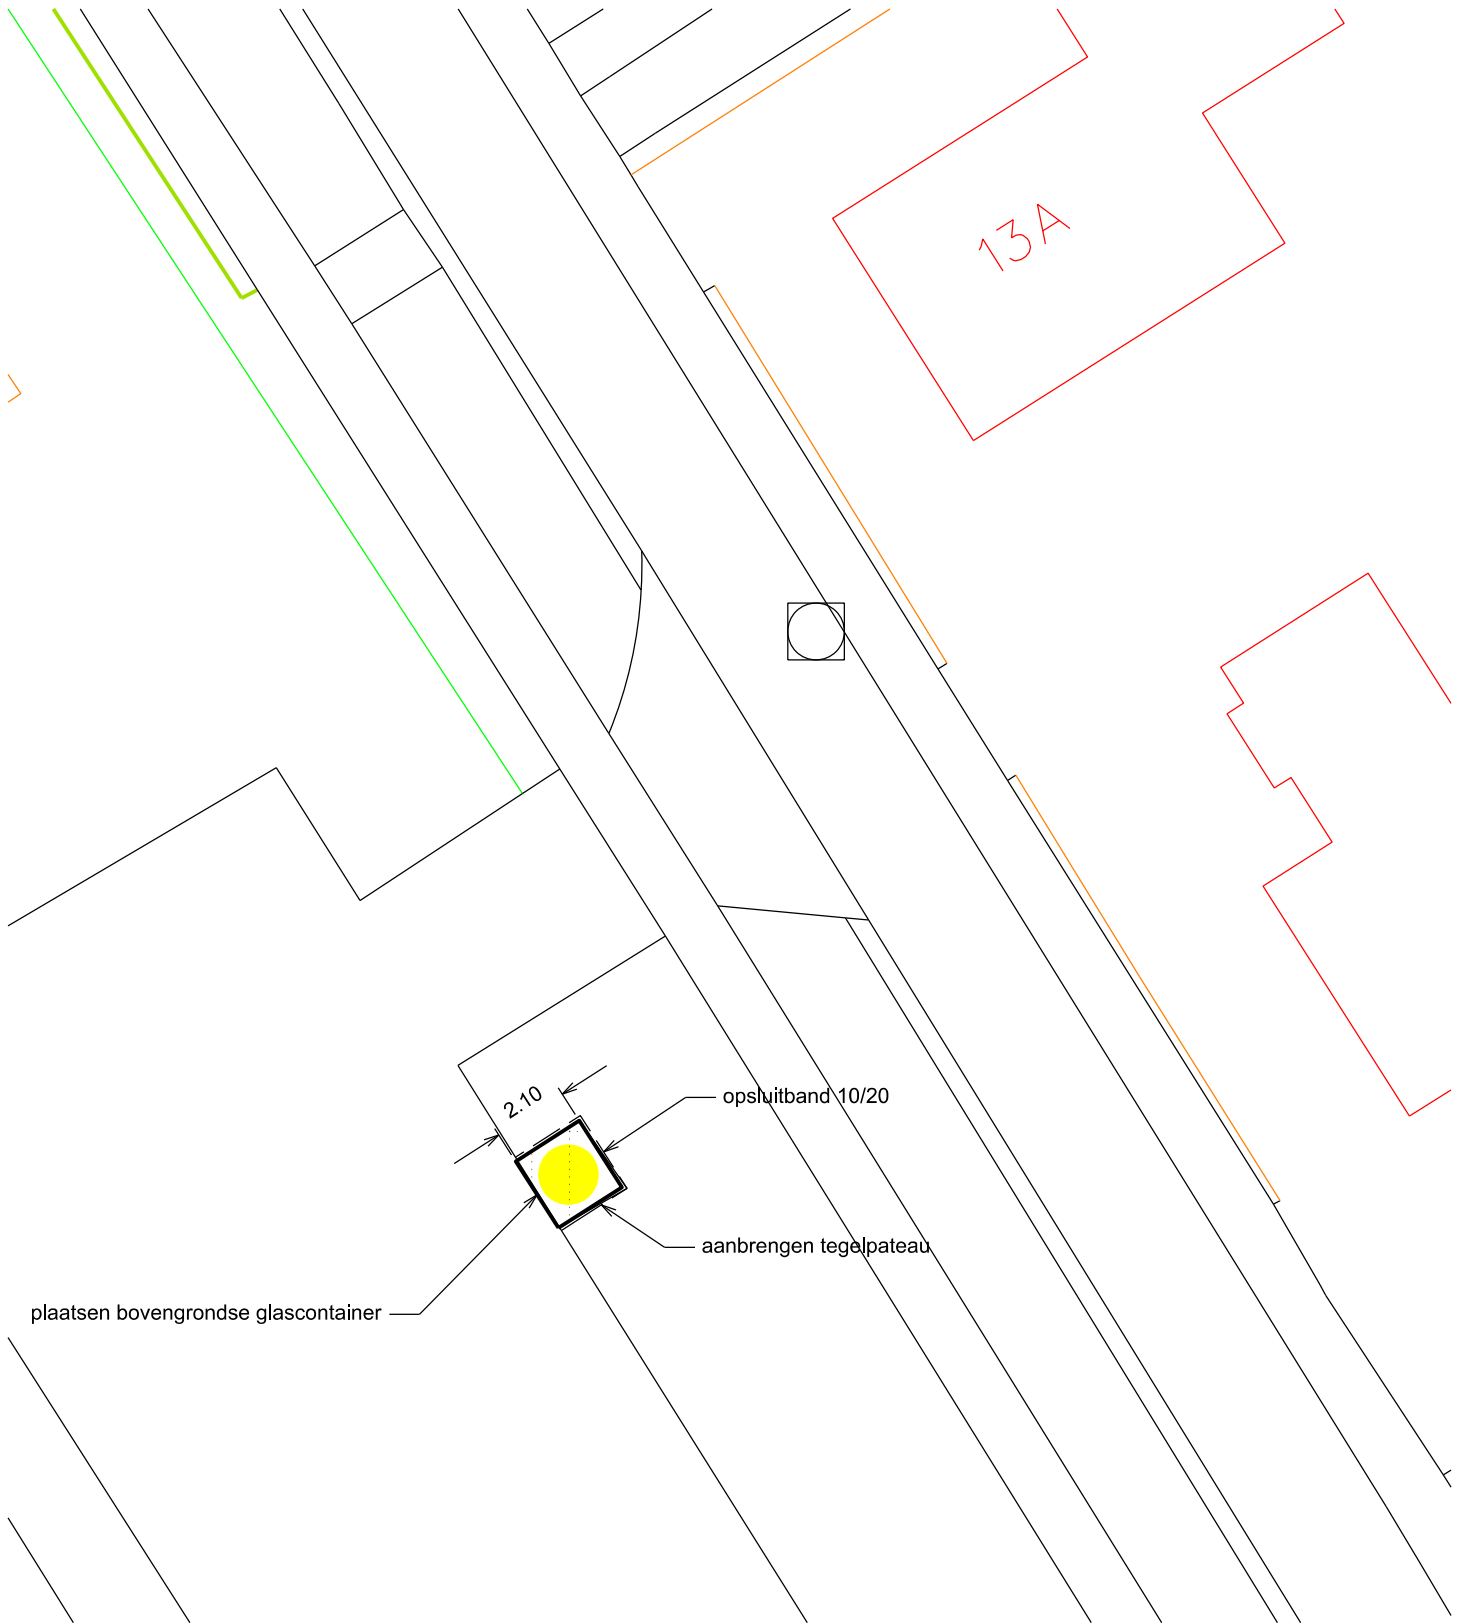 13A
2.10
opsluitband 10/20
aanbrengen tegelpateau
plaatsen bovengrondse glascontainer